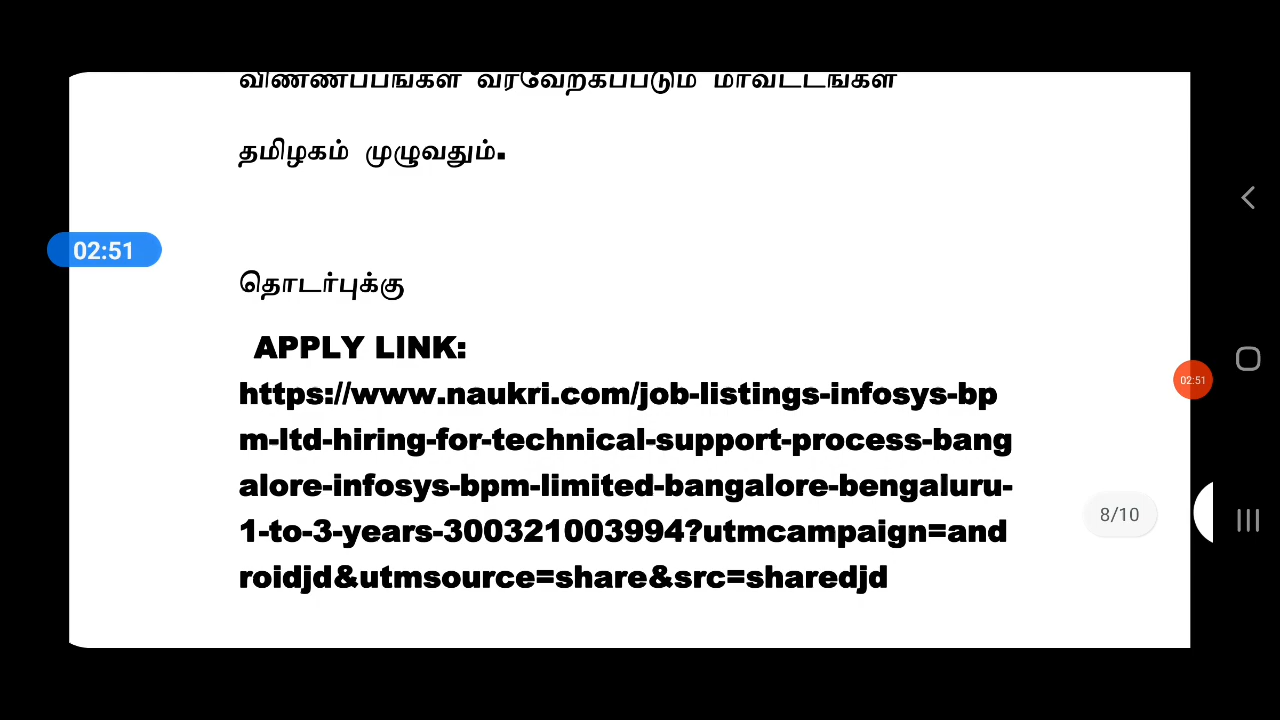 விண்ணப்பங்கள் வரவேற்கப்படும் மாவட்டங்கள்
தமிழகம் முழுவதும்.
02:51
தொடர்புக்கு
APPLY LINK:
https://www.naukri.com/job-listings-infosys-bp
02:51
m-ltd-hiring-for-technical-support-process-bang
alore-infosys-bpm-limited-bangalore-bengaluru-
8/10
1-to-3-years-300321003994?utmcampaign=and
roidjd&utmsource=share&src=sharedjd